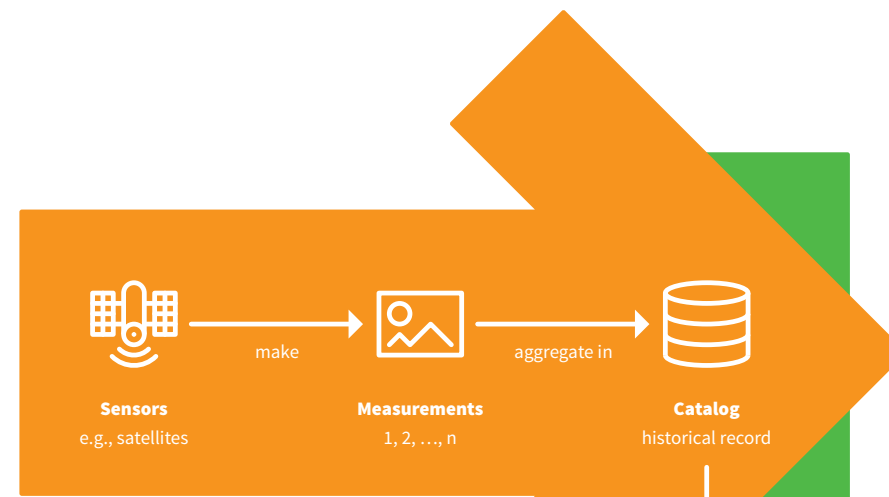 make
aggregate in
Sensors
e.g., satellites
Measurements
1, 2, …, n
Catalog
historical record